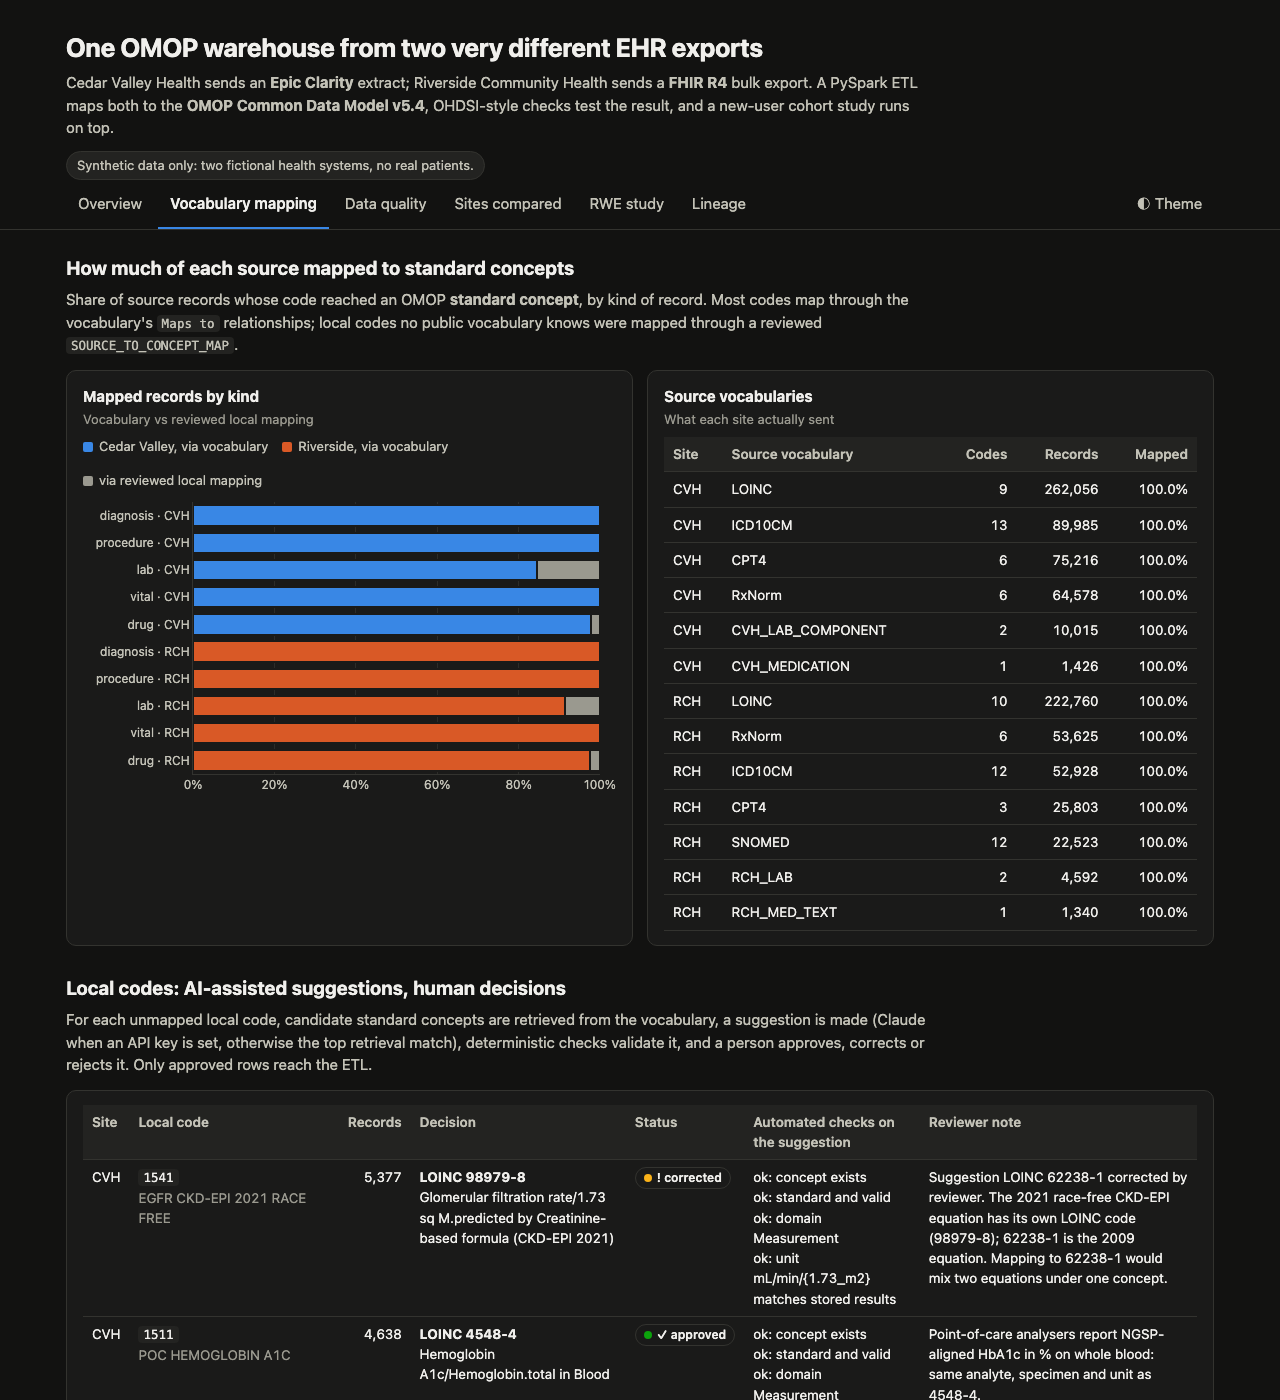 One OMOP warehouse from two very different EHR exports
Cedar Valley Health sends an Epic Clarity extract; Riverside Community Health sends a FHIR R4 bulk export. A PySpark ETL
maps both to the OMOP Common Data Model v5.4, OHDSI-style checks test the result, and a new-user cohort study runs
on top.
Synthetic data only: two fictional health systems, no real patients.
Overview Vocabulary mapping Data quality Sites compared RWE study Lineage Theme
How much of each source mapped to standard concepts
Share of source records whose code reached an OMOP standard concept, by kind of record. Most codes map through the
vocabulary's Maps to relationships; local codes no public vocabulary knows were mapped through a reviewed
SOURCE_TO_CONCEPT_MAP.
Mapped records by kind
Vocabulary vs reviewed local mapping
Cedar Valley, via vocabulary Riverside, via vocabulary
via reviewed local mapping
diagnosis · CVH
procedure · CVH
lab · CVH
vital · CVH
drug · CVH
diagnosis · RCH
procedure · RCH
lab · RCH
vital · RCH
drug · RCH
0% 20% 40% 60% 80% 100%
Source vocabularies
What each site actually sent
Site Source vocabulary Codes Records Mapped
CVH LOINC 9 262,056 100.0%
CVH ICD10CM 13 89,985 100.0%
CVH CPT4 6 75,216 100.0%
CVH RxNorm 6 64,578 100.0%
CVH CVH_LAB_COMPONENT 2 10,015 100.0%
CVH CVH_MEDICATION 1 1,426 100.0%
RCH LOINC 10 222,760 100.0%
RCH RxNorm 6 53,625 100.0%
RCH ICD10CM 12 52,928 100.0%
RCH CPT4 3 25,803 100.0%
RCH SNOMED 12 22,523 100.0%
RCH RCH_LAB 2 4,592 100.0%
RCH RCH_MED_TEXT 1 1,340 100.0%
Local codes: AI-assisted suggestions, human decisions
For each unmapped local code, candidate standard concepts are retrieved from the vocabulary, a suggestion is made (Claude
when an API key is set, otherwise the top retrieval match), deterministic checks validate it, and a person approves, corrects or
rejects it. Only approved rows reach the ETL.
Site Local code Records Decision Status Automated checks on
the suggestion Reviewer note
CVH 1541
EGFR CKD-EPI 2021 RACE
FREE
5,377
LOINC 98979-8
Glomerular filtration rate/1.73
sq M.predicted by Creatinine-
based formula (CKD-EPI 2021)
! corrected
ok: concept exists
ok: standard and valid
ok: domain
Measurement
ok: unit
mL/min/{1.73_m2}
matches stored results
Suggestion LOINC 62238-1 corrected by
reviewer. The 2021 race-free CKD-EPI
equation has its own LOINC code
(98979-8); 62238-1 is the 2009
equation. Mapping to 62238-1 would
mix two equations under one concept.
CVH 1511
POC HEMOGLOBIN A1C
4,638
LOINC 4548-4
Hemoglobin
A1c/Hemoglobin.total in Blood
✓ approved
ok: concept exists
ok: standard and valid
ok: domain
Measurement
Point-of-care analysers report NGSP-
aligned HbA1c in % on whole blood:
same analyte, specimen and unit as
4548-4.